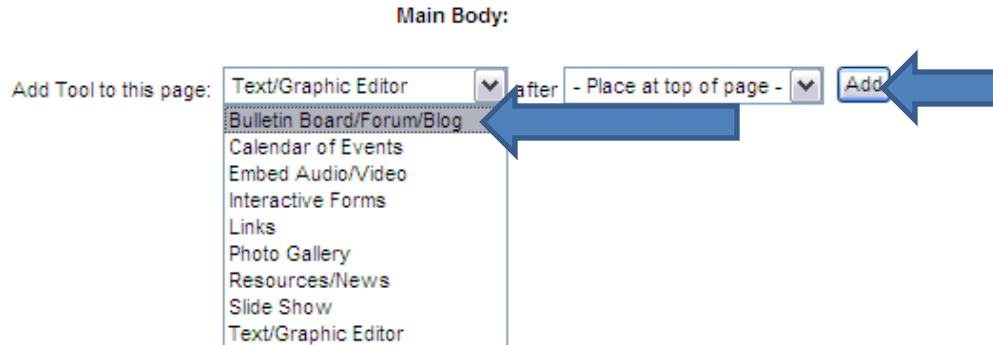 Main Body:
Add Tool to this page: Text/Graphic Editor after - Place at top of page - Add
Bulletin Board/Forum/Blog
Calendar of Events
Embed Audio/Video
Interactive Forms
Links
Photo Gallery
Resources/News
Slide Show
Text/Graphic Editor